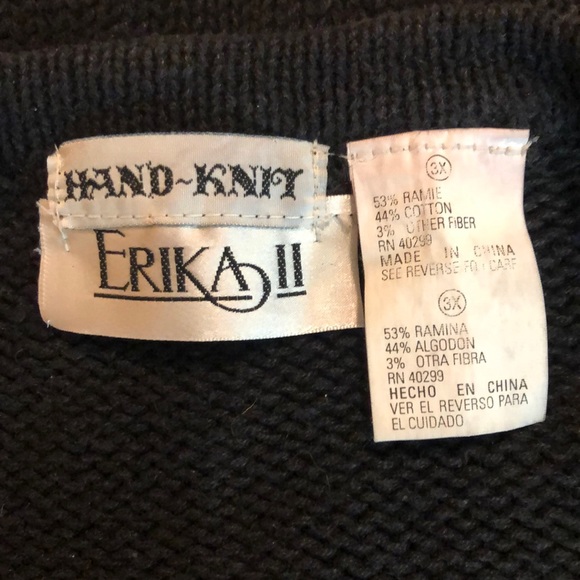 HAND~KNIT
ERIKA II
3X
53% RAMIE
44% COTTON
3% OTHER FIBER
RN 40299
MADE IN CHINA
SEE REVERSE FO CARE
3X
53% RAMINA
44% ALGODON
3% OTRA FIBRA
RN 40299
HECHO EN CHINA
VER EL REVERSO PARA
EL CUIDADO